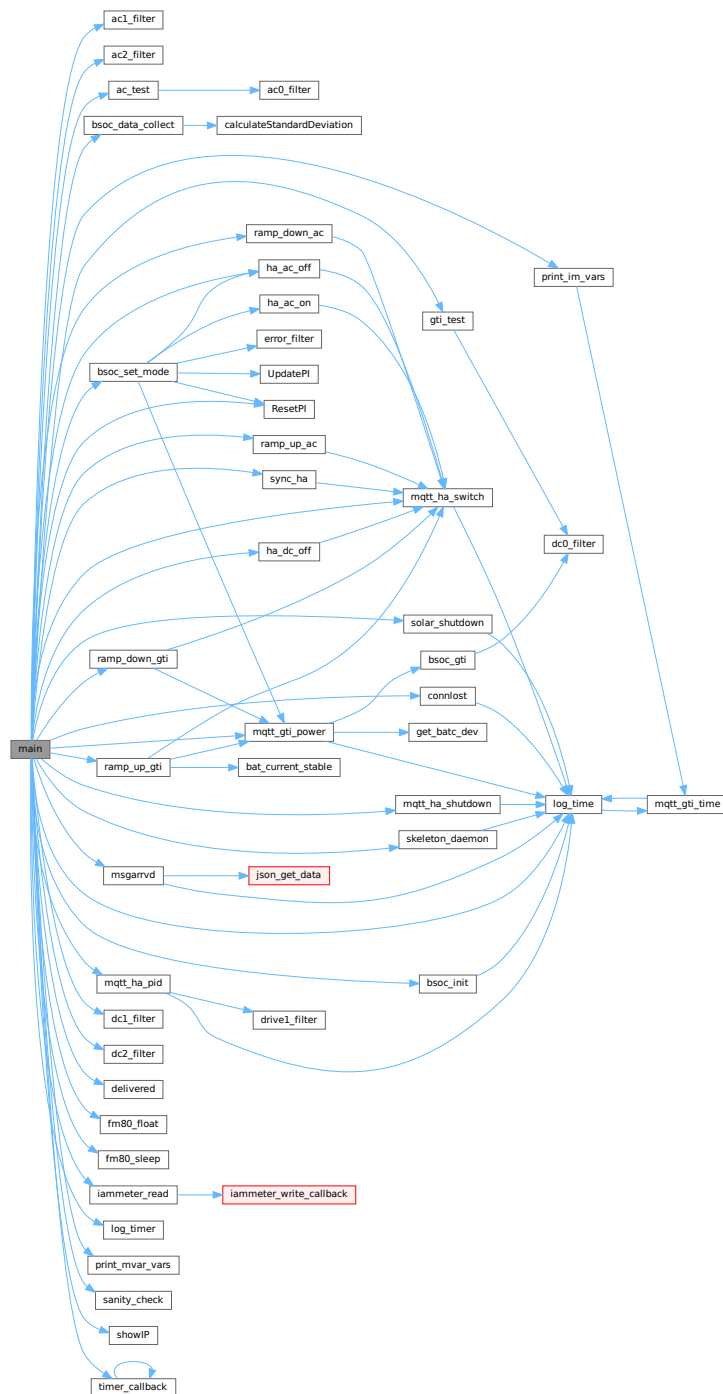 ac1_filter
ac2_filter
ac_test
ac0_filter
bsoc_data_collect
calculateStandardDeviation
ramp_down_ac
ha_ac_off
print_im_vars
ha_ac_on
gti_test
error_filter
bsoc_set_mode
UpdatePI
ResetPI
ramp_up_ac
sync_ha
mqtt_ha_switch
ha_dc_off
dc0_filter
solar_shutdown
ramp_down_gti
bsoc_gti
connlost
mqtt_gti_power
get_batc_dev
main
ramp_up_gti
bat_current_stable
mqtt_ha_shutdown
log_time
mqtt_gti_time
skeleton_daemon
msgarrvd
json_get_data
mqtt_ha_pid
bsoc_init
dc1_filter
drive1_filter
dc2_filter
delivered
fm80_float
fm80_sleep
iammeter_read
iammeter_write_callback
log_timer
print_mvar_vars
sanity_check
showIP
timer_callback